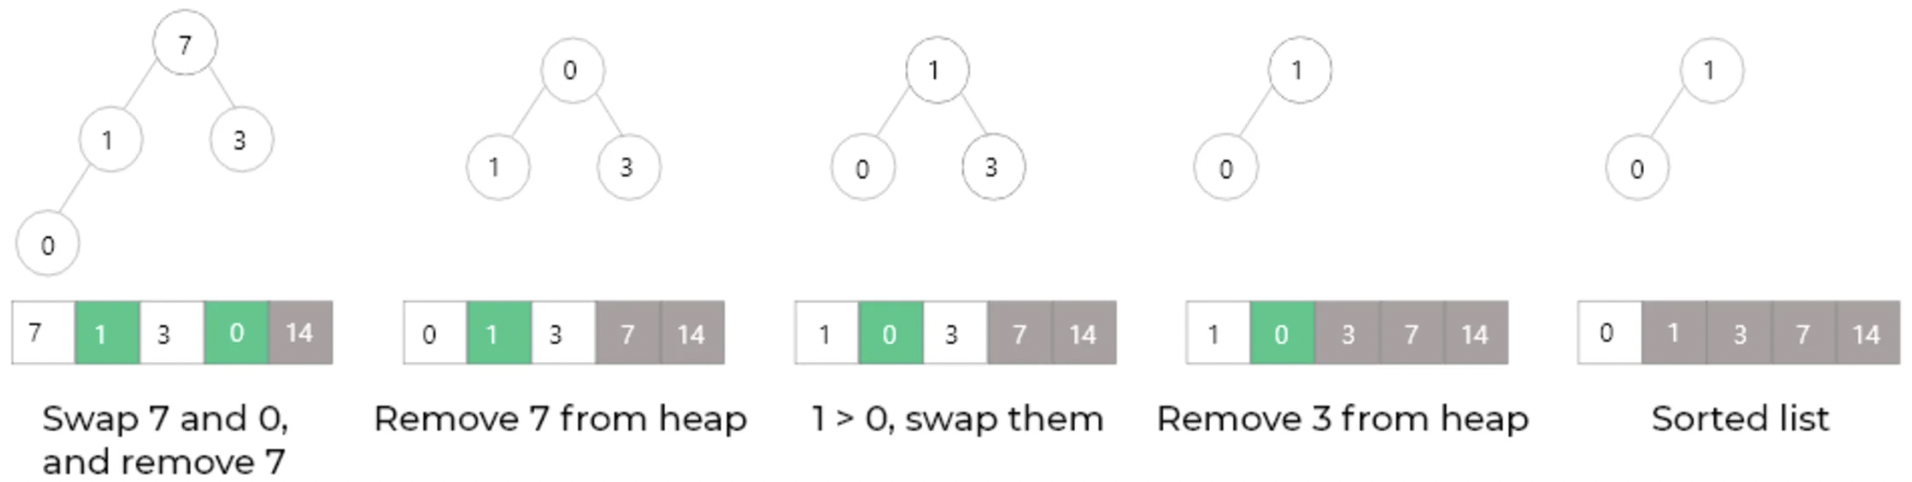 7
1 3
0
7 1 3 0 14
Swap 7 and 0,
and remove 7
0
1 3
0 1 3 7 14
Remove 7 from heap
1
0 3
1 0 3 7 14
1 > 0, swap them
1
0
1 0 3 7 14
Remove 3 from heap
1
0
0 1 3 7 14
Sorted list